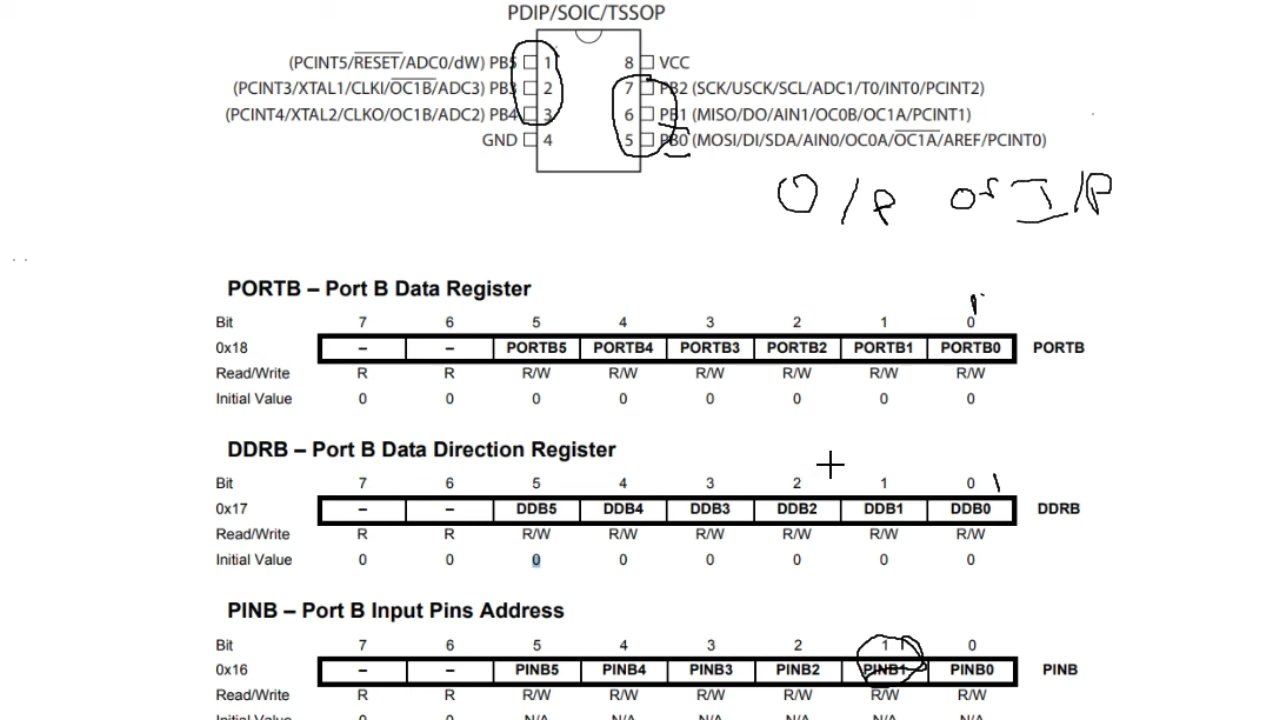 PDIP/SOIC/TSSOP
(PCINT5/RESET/ADC0/dW) PB5 1 8 VCC
(PCINT3/XTAL1/CLKI/OC1B/ADC3) PB3 2 7 PB2 (SCK/USCK/SCL/ADC1/T0/INT0/PCINT2)
(PCINT4/XTAL2/CLKO/OC1B/ADC2) PB4 3 6 PB1 (MISO/DO/AIN1/OC0B/OC1A/PCINT1)
GND 4 5 PB0 (MOSI/DI/SDA/AIN0/OC0A/OC1A/AREF/PCINT0)
O/P or I/P
PORTB – Port B Data Register
Bit 7 6 5 4 3 2 1 0
0x18 – – PORTB5 PORTB4 PORTB3 PORTB2 PORTB1 PORTB0 PORTB
Read/Write R R R/W R/W R/W R/W R/W R/W
Initial Value 0 0 0 0 0 0 0 0
DDRB – Port B Data Direction Register
Bit 7 6 5 4 3 2 1 0 1
0x17 – – DDB5 DDB4 DDB3 DDB2 DDB1 DDB0 DDRB
Read/Write R R R/W R/W R/W R/W R/W R/W
Initial Value 0 0 0 0 0 0 0 0
PINB – Port B Input Pins Address
Bit 7 6 5 4 3 2 1 0
0x16 – – PINB5 PINB4 PINB3 PINB2 PINB1 PINB0 PINB
Read/Write R R R/W R/W R/W R/W R/W R/W
Initial Value 0 0 N/A N/A N/A N/A N/A N/A